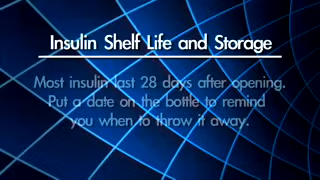 Insulin Shelf Life and Storage
Most insulin last 28 days after opening.
Put a date on the bottle to remind
you when to throw it away.